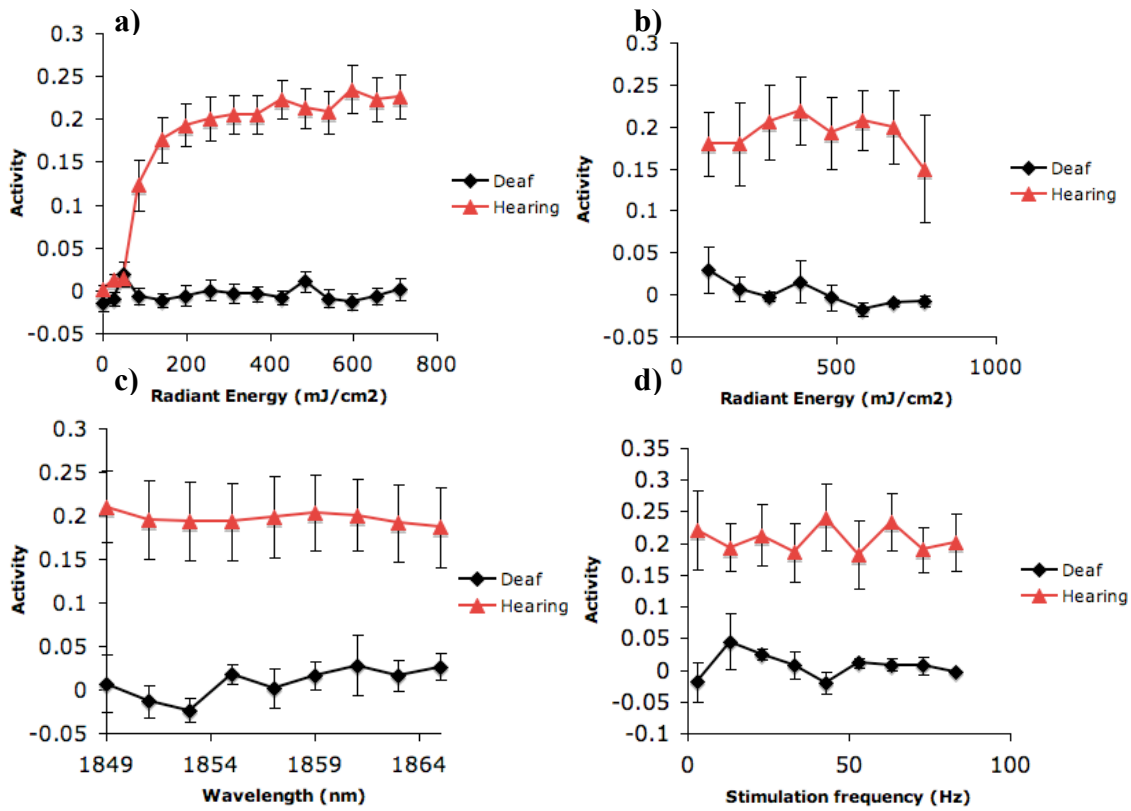 a)
0.3
0.25
0.2
0.15
0.1
0.05
0
-0.05
Activity
0 200 400 600 800
Radiant Energy (mJ/cm2)
Deaf
Hearing
b)
0.3
0.25
0.2
0.15
0.1
0.05
0
-0.05
Activity
0 500 1000
Radiant Energy (mJ/cm2)
Deaf
Hearing
c)
0.3
0.25
0.2
0.15
0.1
0.05
0
-0.05
Activity
1849 1854 1859 1864
Wavelength (nm)
Deaf
Hearing
d)
0.35
0.3
0.25
0.2
0.15
0.1
0.05
0
-0.05
-0.1
Activity
0 50 100
Stimulation frequency (Hz)
Deaf
Hearing